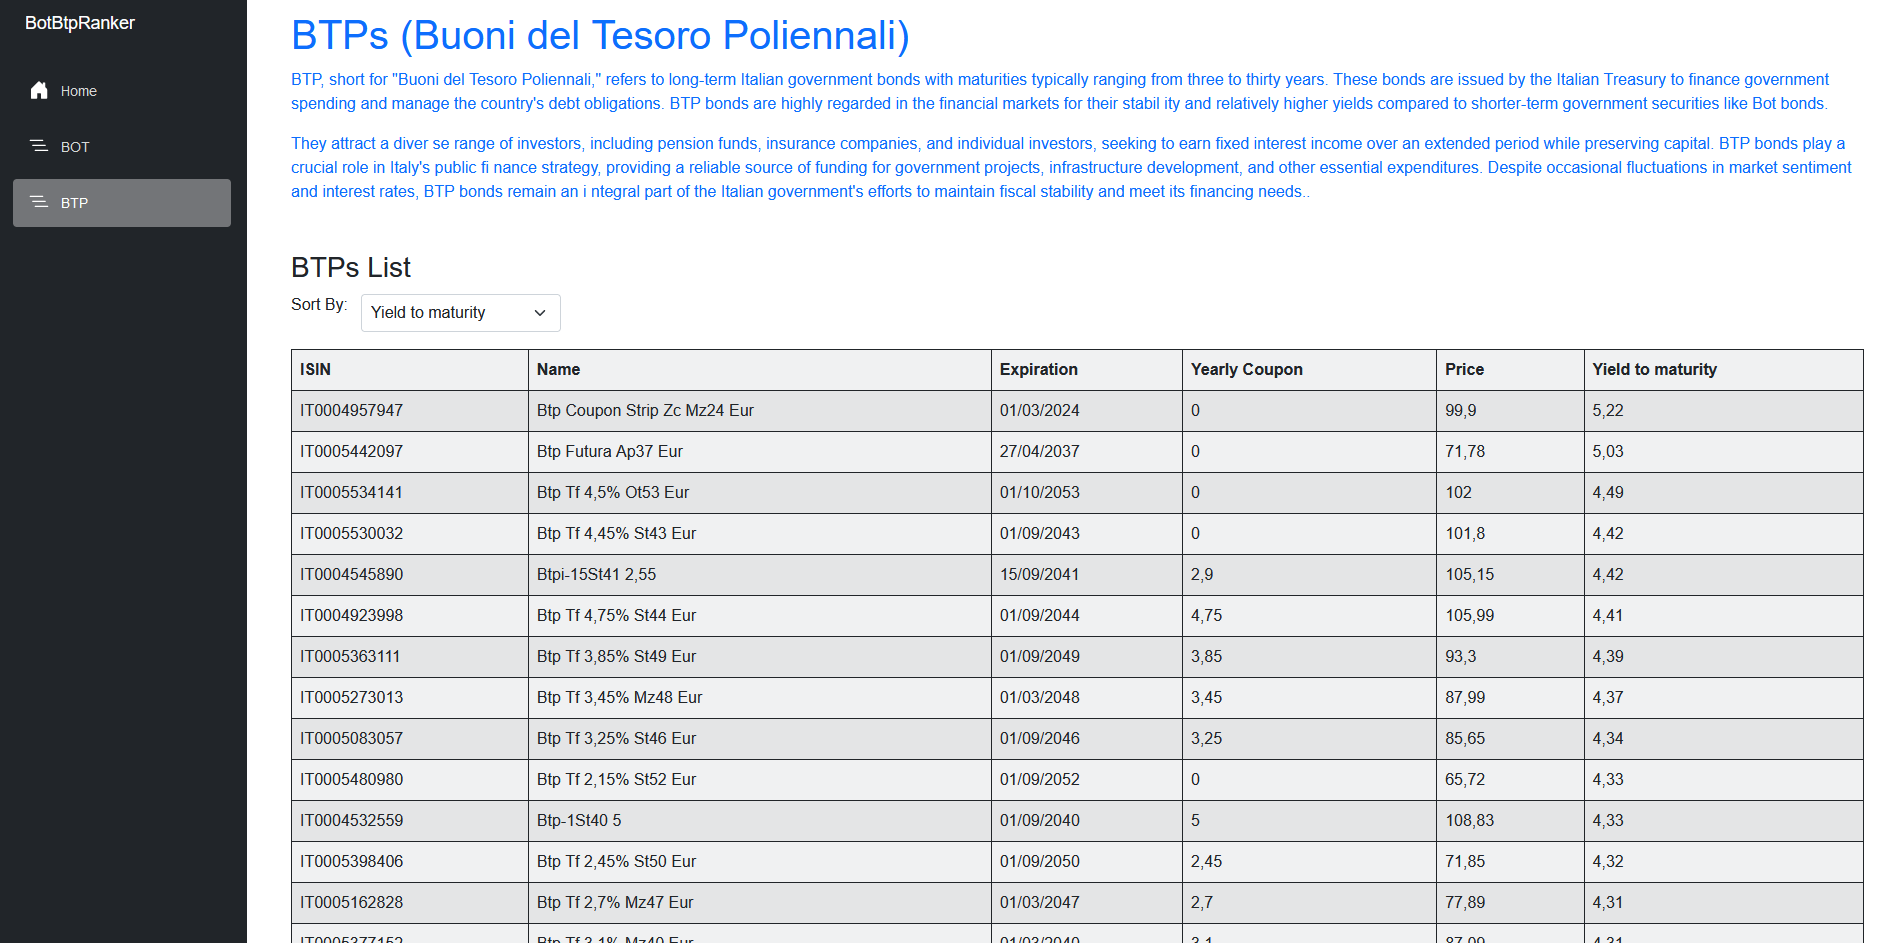 BotBtpRanker
Home
BOT
BTP
BTPs (Buoni del Tesoro Poliennali)
BTP, short for "Buoni del Tesoro Poliennali," refers to long-term Italian government bonds with maturities typically ranging from three to thirty years. These bonds are issued by the Italian Treasury to finance government
spending and manage the country's debt obligations. BTP bonds are highly regarded in the financial markets for their stabil ity and relatively higher yields compared to shorter-term government securities like Bot bonds.
They attract a diver se range of investors, including pension funds, insurance companies, and individual investors, seeking to earn fixed interest income over an extended period while preserving capital. BTP bonds play a
crucial role in Italy's public fi nance strategy, providing a reliable source of funding for government projects, infrastructure development, and other essential expenditures. Despite occasional fluctuations in market sentiment
and interest rates, BTP bonds remain an i ntegral part of the Italian government's efforts to maintain fiscal stability and meet its financing needs..
BTPs List
Sort By: Yield to maturity
ISIN Name Expiration Yearly Coupon Price Yield to maturity
IT0004957947 Btp Coupon Strip Zc Mz24 Eur 01/03/2024 0 99,9 5,22
IT0005442097 Btp Futura Ap37 Eur 27/04/2037 0 71,78 5,03
IT0005534141 Btp Tf 4,5% Ot53 Eur 01/10/2053 0 102 4,49
IT0005530032 Btp Tf 4,45% St43 Eur 01/09/2043 0 101,8 4,42
IT0004545890 Btpi-15St41 2,55 15/09/2041 2,9 105,15 4,42
IT0004923998 Btp Tf 4,75% St44 Eur 01/09/2044 4,75 105,99 4,41
IT0005363111 Btp Tf 3,85% St49 Eur 01/09/2049 3,85 93,3 4,39
IT0005273013 Btp Tf 3,45% Mz48 Eur 01/03/2048 3,45 87,99 4,37
IT0005083057 Btp Tf 3,25% St46 Eur 01/09/2046 3,25 85,65 4,34
IT0005480980 Btp Tf 2,15% St52 Eur 01/09/2052 0 65,72 4,33
IT0004532559 Btp-1St40 5 01/09/2040 5 108,83 4,33
IT0005398406 Btp Tf 2,45% St50 Eur 01/09/2050 2,45 71,85 4,32
IT0005162828 Btp Tf 2,7% Mz47 Eur 01/03/2047 2,7 77,89 4,31